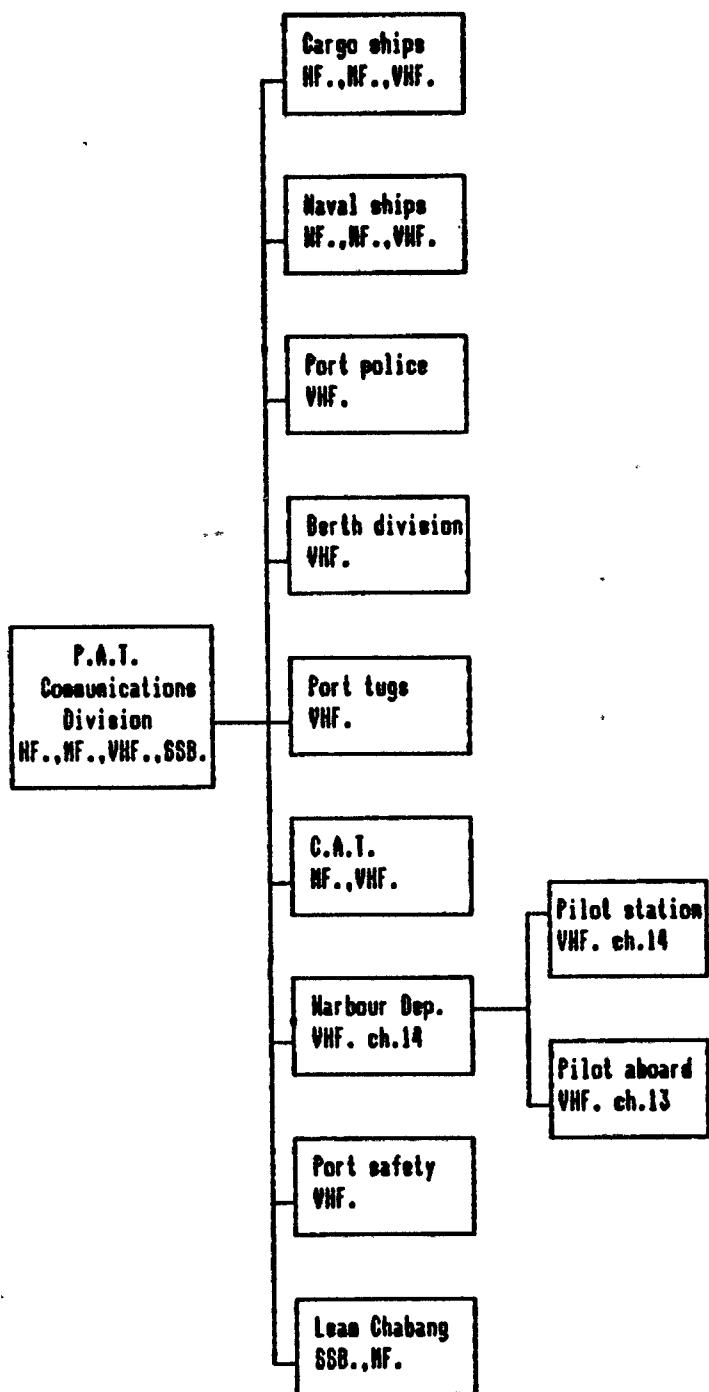 Cargo ships
HF.,MF.,VHF.
Naval ships
HF.,MF.,VHF.
Port police
VHF.
Berth division
VHF.
P.A.T.
Communications
Division
HF.,MF.,VHF.,SSB.
Port tugs
VHF.
C.A.T.
MF.,VHF.
Harbour Dep.
VHF. ch.14
Pilot station
VHF. ch.14
Pilot aboard
VHF. ch.13
Port safety
VHF.
Leam Chabang
SSB.,MF.